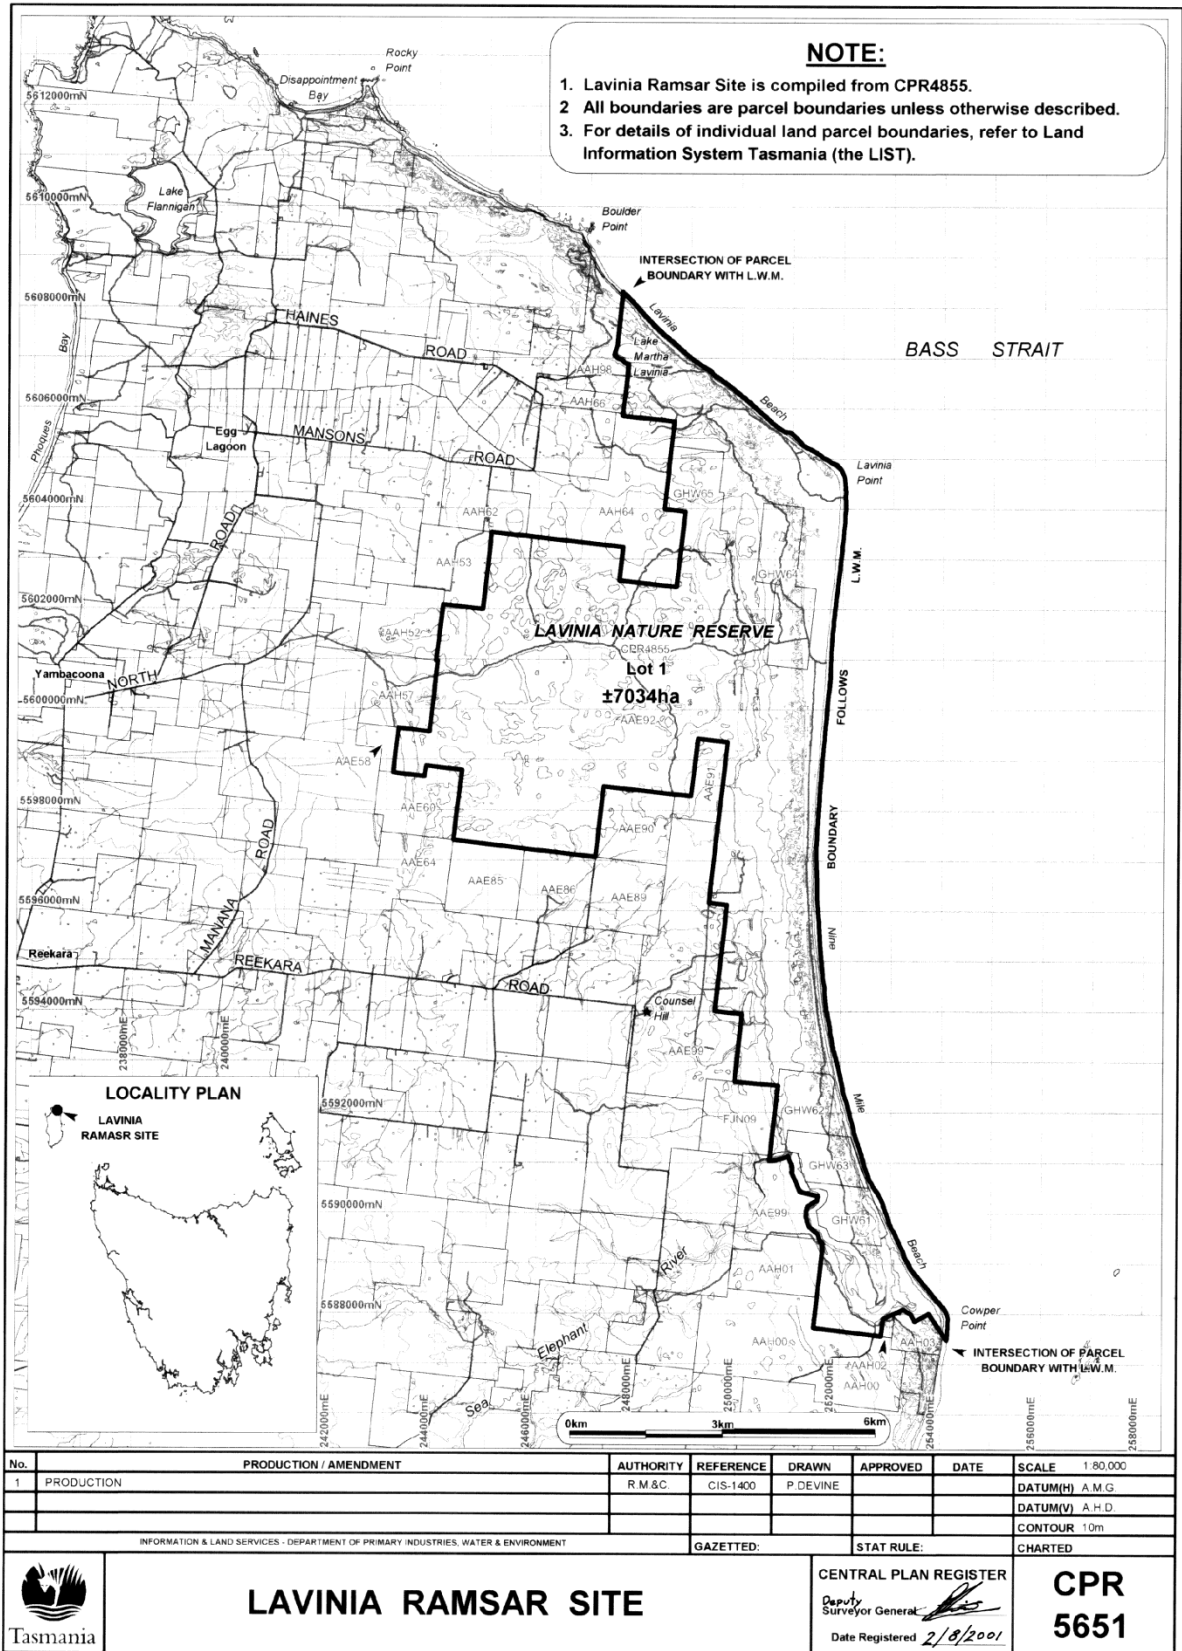 NOTE:
1. Lavinia Ramsar Site is compiled from CPR4855.
2 All boundaries are parcel boundaries unless otherwise described.
3. For details of individual land parcel boundaries, refer to Land
Information System Tasmania (the LIST).
Rocky
Point
Disappointment
Bay
5612000mN
5610000mN
Lake
Flannigan
Boulder
Point
INTERSECTION OF PARCEL
BOUNDARY WITH L.W.M.
5608000mN
Bay
HAINES
ROAD
Lavinia
Lake
Martha
Lavinia
BASS STRAIT
AAH98
AAH66
5606000mN
Beach
Phoques
Egg
Lagoon
MANSONS
ROAD
Lavinia
Point
5604000mN
GHW65
AAH62
AAH64
ROAD
AAH53
L.W.M.
GHW64
5602000mN
AAH52
LAVINIA NATURE RESERVE
CPR4855
Lot 1
±7034ha
Yambacoona
NORTH
5600000mN
AAH57
AAE92
FOLLOWS
AAE58
AAE91
5598000mN
AAE60
AAE90
ROAD
BOUNDARY
AAE64
AAE85
AAE86
AAE89
5596000mN
MANANA
Nine
Reekara
REEKARA
ROAD
5594000mN
Counsel
Hill
238000mE
240000mE
AAE99
LOCALITY PLAN
LAVINIA
RAMASR SITE
5592000mN
FJN09
GHW62
Mile
GHW63
5590000mN
AAE99
GHW61
River
AAH01
Beach
5588000mN
Cowper
Point
Elephant
AAH00
AAH03
INTERSECTION OF PARCEL
BOUNDARY WITH L.W.M.
AAH02
AAH00
Sea
242000mE
244000mE
246000mE
248000mE
250000mE
252000mE
254000mE
256000mE
258000mE
0km 3km 6km
No. PRODUCTION / AMENDMENT AUTHORITY REFERENCE DRAWN APPROVED DATE SCALE 1:80,000
1 PRODUCTION R.M.&C. CIS-1400 P.DEVINE DATUM(H) A.M.G.
DATUM(V) A.H.D.
CONTOUR 10m
INFORMATION & LAND SERVICES - DEPARTMENT OF PRIMARY INDUSTRIES, WATER & ENVIRONMENT GAZETTED: STAT RULE: CHARTED
Tasmania
LAVINIA RAMSAR SITE
CENTRAL PLAN REGISTER
Deputy
Surveyor General
Date Registered 2/8/2001
CPR
5651